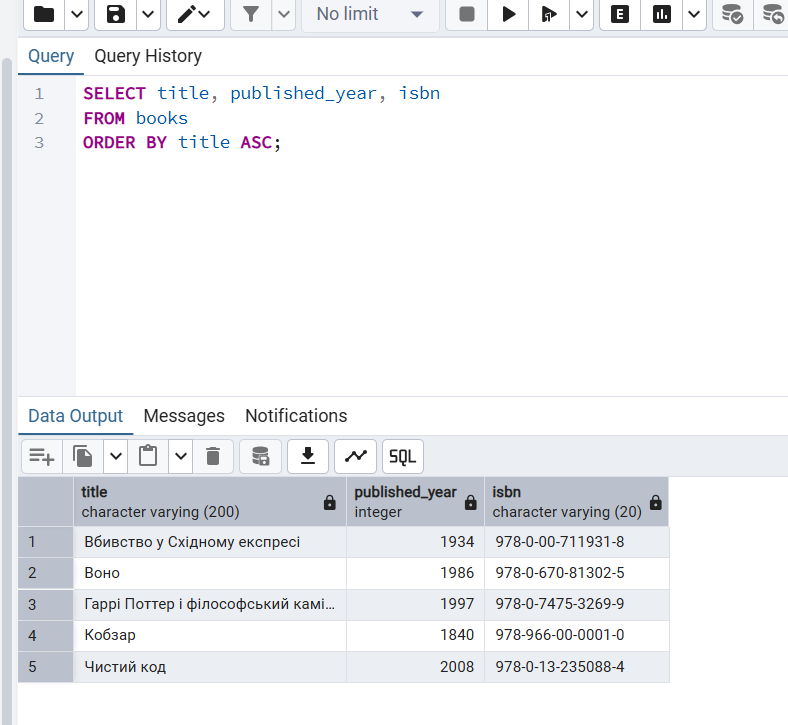 No limit
E
Query Query History
1 SELECT title, published_year, isbn
2 FROM books
3 ORDER BY title ASC;
Data Output Messages Notifications
SQL
title published_year isbn
character varying (200) integer character varying (20)
1 Вбивство у Східному експресі 1934 978-0-00-711931-8
2 Воно 1986 978-0-670-81302-5
3 Гаррі Поттер і філософський камі... 1997 978-0-7475-3269-9
4 Кобзар 1840 978-966-00-0001-0
5 Чистий код 2008 978-0-13-235088-4